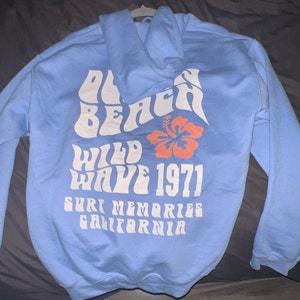 BEACH
WILD
WAVE 1971
SURF MEMORIES
CALIFORNIA